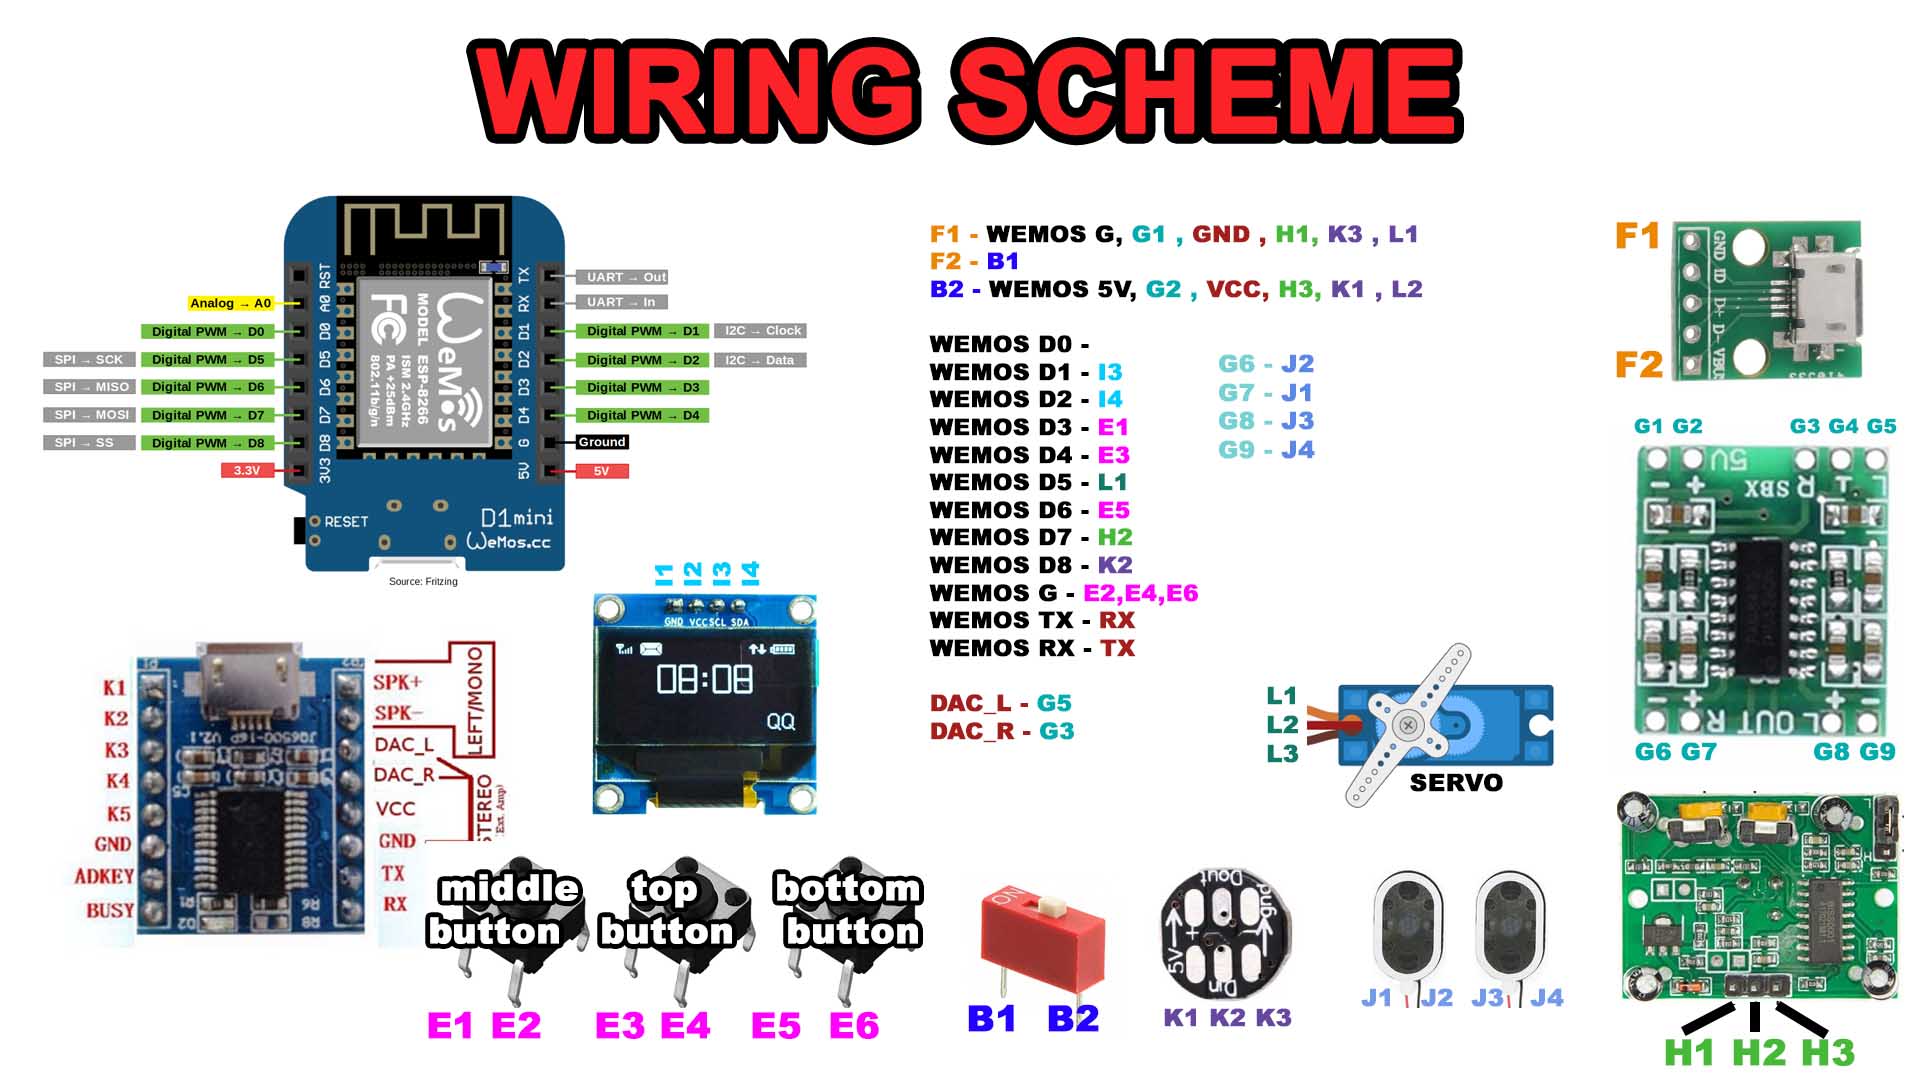 WIRING SCHEME
RST
A0
D0
D5
D6
D7
D8
3V3
TX
RX
D1
D2
D3
D4
G
5V
Analog → A0
Digital PWM → D0
SPI → SCK
Digital PWM → D5
SPI → MISO
Digital PWM → D6
SPI → MOSI
Digital PWM → D7
SPI → SS
Digital PWM → D8
3.3V
UART → Out
UART → In
Digital PWM → D1
I2C → Clock
Digital PWM → D2
I2C → Data
Digital PWM → D3
Digital PWM → D4
Ground
5V
WeMos
MODEL ESP-8266
ISM 2.4GHz
PA +25dBm
802.11b/g/n
FC
RESET
D1mini
WeMos.cc
Source: Fritzing
F1 - WEMOS G, G1 , GND , H1, K3 , L1
F2 - B1
B2 - WEMOS 5V, G2 , VCC, H3, K1 , L2
WEMOS D0 -
WEMOS D1 - I3
WEMOS D2 - I4
WEMOS D3 - E1
WEMOS D4 - E3
WEMOS D5 - L1
WEMOS D6 - E5
WEMOS D7 - H2
WEMOS D8 - K2
WEMOS G - E2,E4,E6
WEMOS TX - RX
WEMOS RX - TX
DAC_L - G5
DAC_R - G3
G6 - J2
G7 - J1
G8 - J3
G9 - J4
F1
F2
GND
ID
D+
D-
VBUS
G1 G2
G3 G4 G5
5V
SBX
R
L
- +
R OUT L
G6 G7
G8 G9
I1 I2 I3 I4
GND VCC SCL SDA
08:08
QQ
K1
K2
K3
K4
K5
GND
ADKEY
BUSY
JQ6500-16P V2.1
SPK+
SPK-
DAC_L
DAC_R
VCC
GND
TX
RX
LEFT/MONO
STEREO
Ext. Amp)
L1
L2
L3
SERVO
middle
button
top
button
bottom
button
E1 E2
E3 E4
E5 E6
ON
B1 B2
Dout
5V
gnd
Din
K1 K2 K3
J1 J2
J3 J4
H1 H2 H3